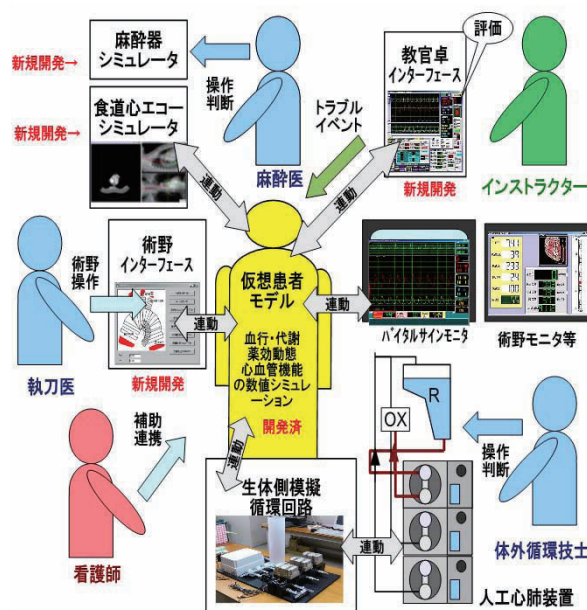 新規開発→
麻酔器
シミュレータ
操作
判断
麻酔医
新規開発→
食道心エコー
シミュレータ
連動
トラブル
イベント
教官卓
インターフェース
評価
新規開発
連動
インストラクター
術野
操作
執刀医
術野
インターフェース
新規開発
連動
仮想患者
モデル
血行・代謝
薬効動態
心血管機能
の数値シミュ
レーション
開発済
連動
バイタルサインモニタ
術野モニタ等
741
233
24
100
補助
連携
看護師
連動
生体側模擬
循環回路
連動
R
OX
操作
判断
体外循環技士
人工心肺装置